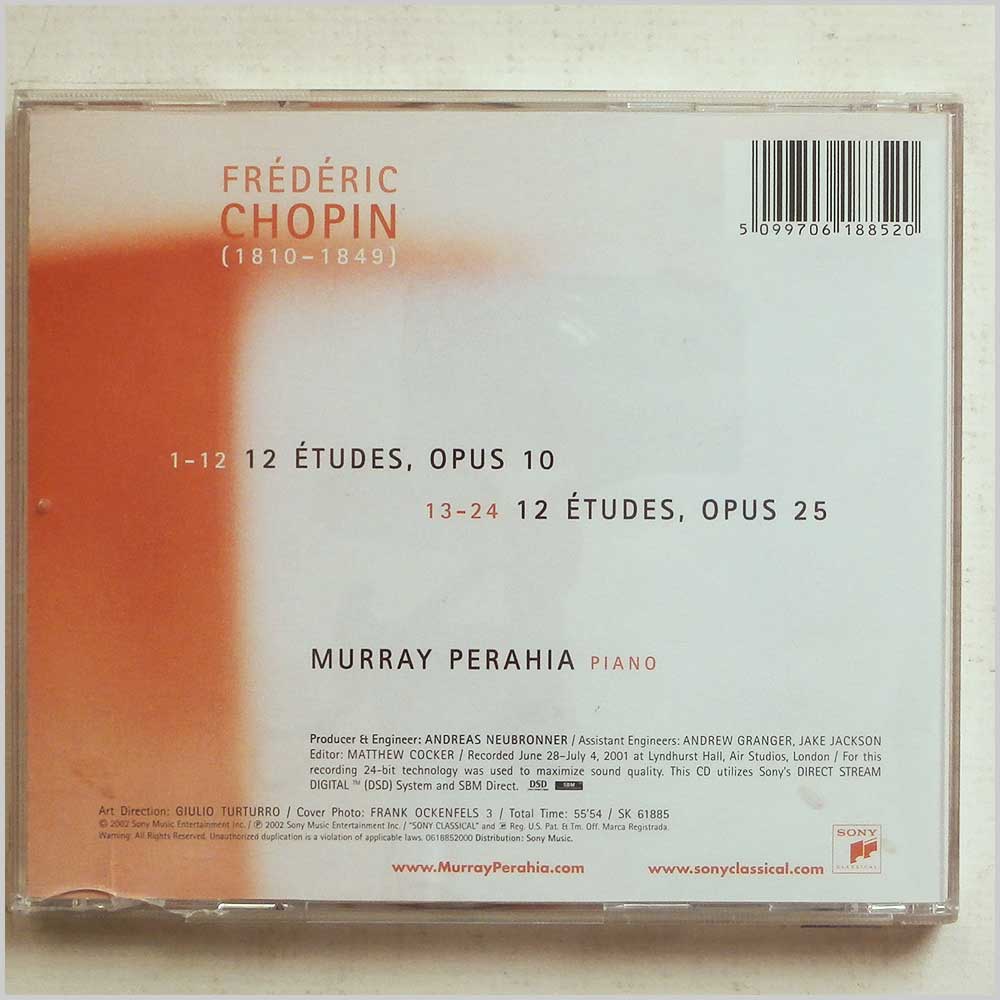 FRÉDÉRIC
CHOPIN
(1810–1849)
5 099706 188520
1–12 12 ÉTUDES, OPUS 10
13–24 12 ÉTUDES, OPUS 25
MURRAY PERAHIA PIANO
Producer & Engineer: ANDREAS NEUBRONNER / Assistant Engineers: ANDREW GRANGER, JAKE JACKSON
Editor: MATTHEW COCKER / Recorded June 28–July 4, 2001 at Lyndhurst Hall, Air Studios, London / For this
recording 24-bit technology was used to maximize sound quality. This CD utilizes Sony's DIRECT STREAM
DIGITAL™ (DSD) System and SBM Direct. DSD SBM
Art Direction: GIULIO TURTURRO / Cover Photo: FRANK OCKENFELS 3 / Total Time: 55'54 / SK 61885
© 2002 Sony Music Entertainment Inc. / ℗ 2002 Sony Music Entertainment Inc. / "SONY CLASSICAL" and Reg. U.S. Pat. & Tm. Off. Marca Registrada.
Warning: All Rights Reserved. Unauthorized duplication is a violation of applicable laws. 0618852000 Distribution: Sony Music.
SONY
www.MurrayPerahia.com www.sonyclassical.com